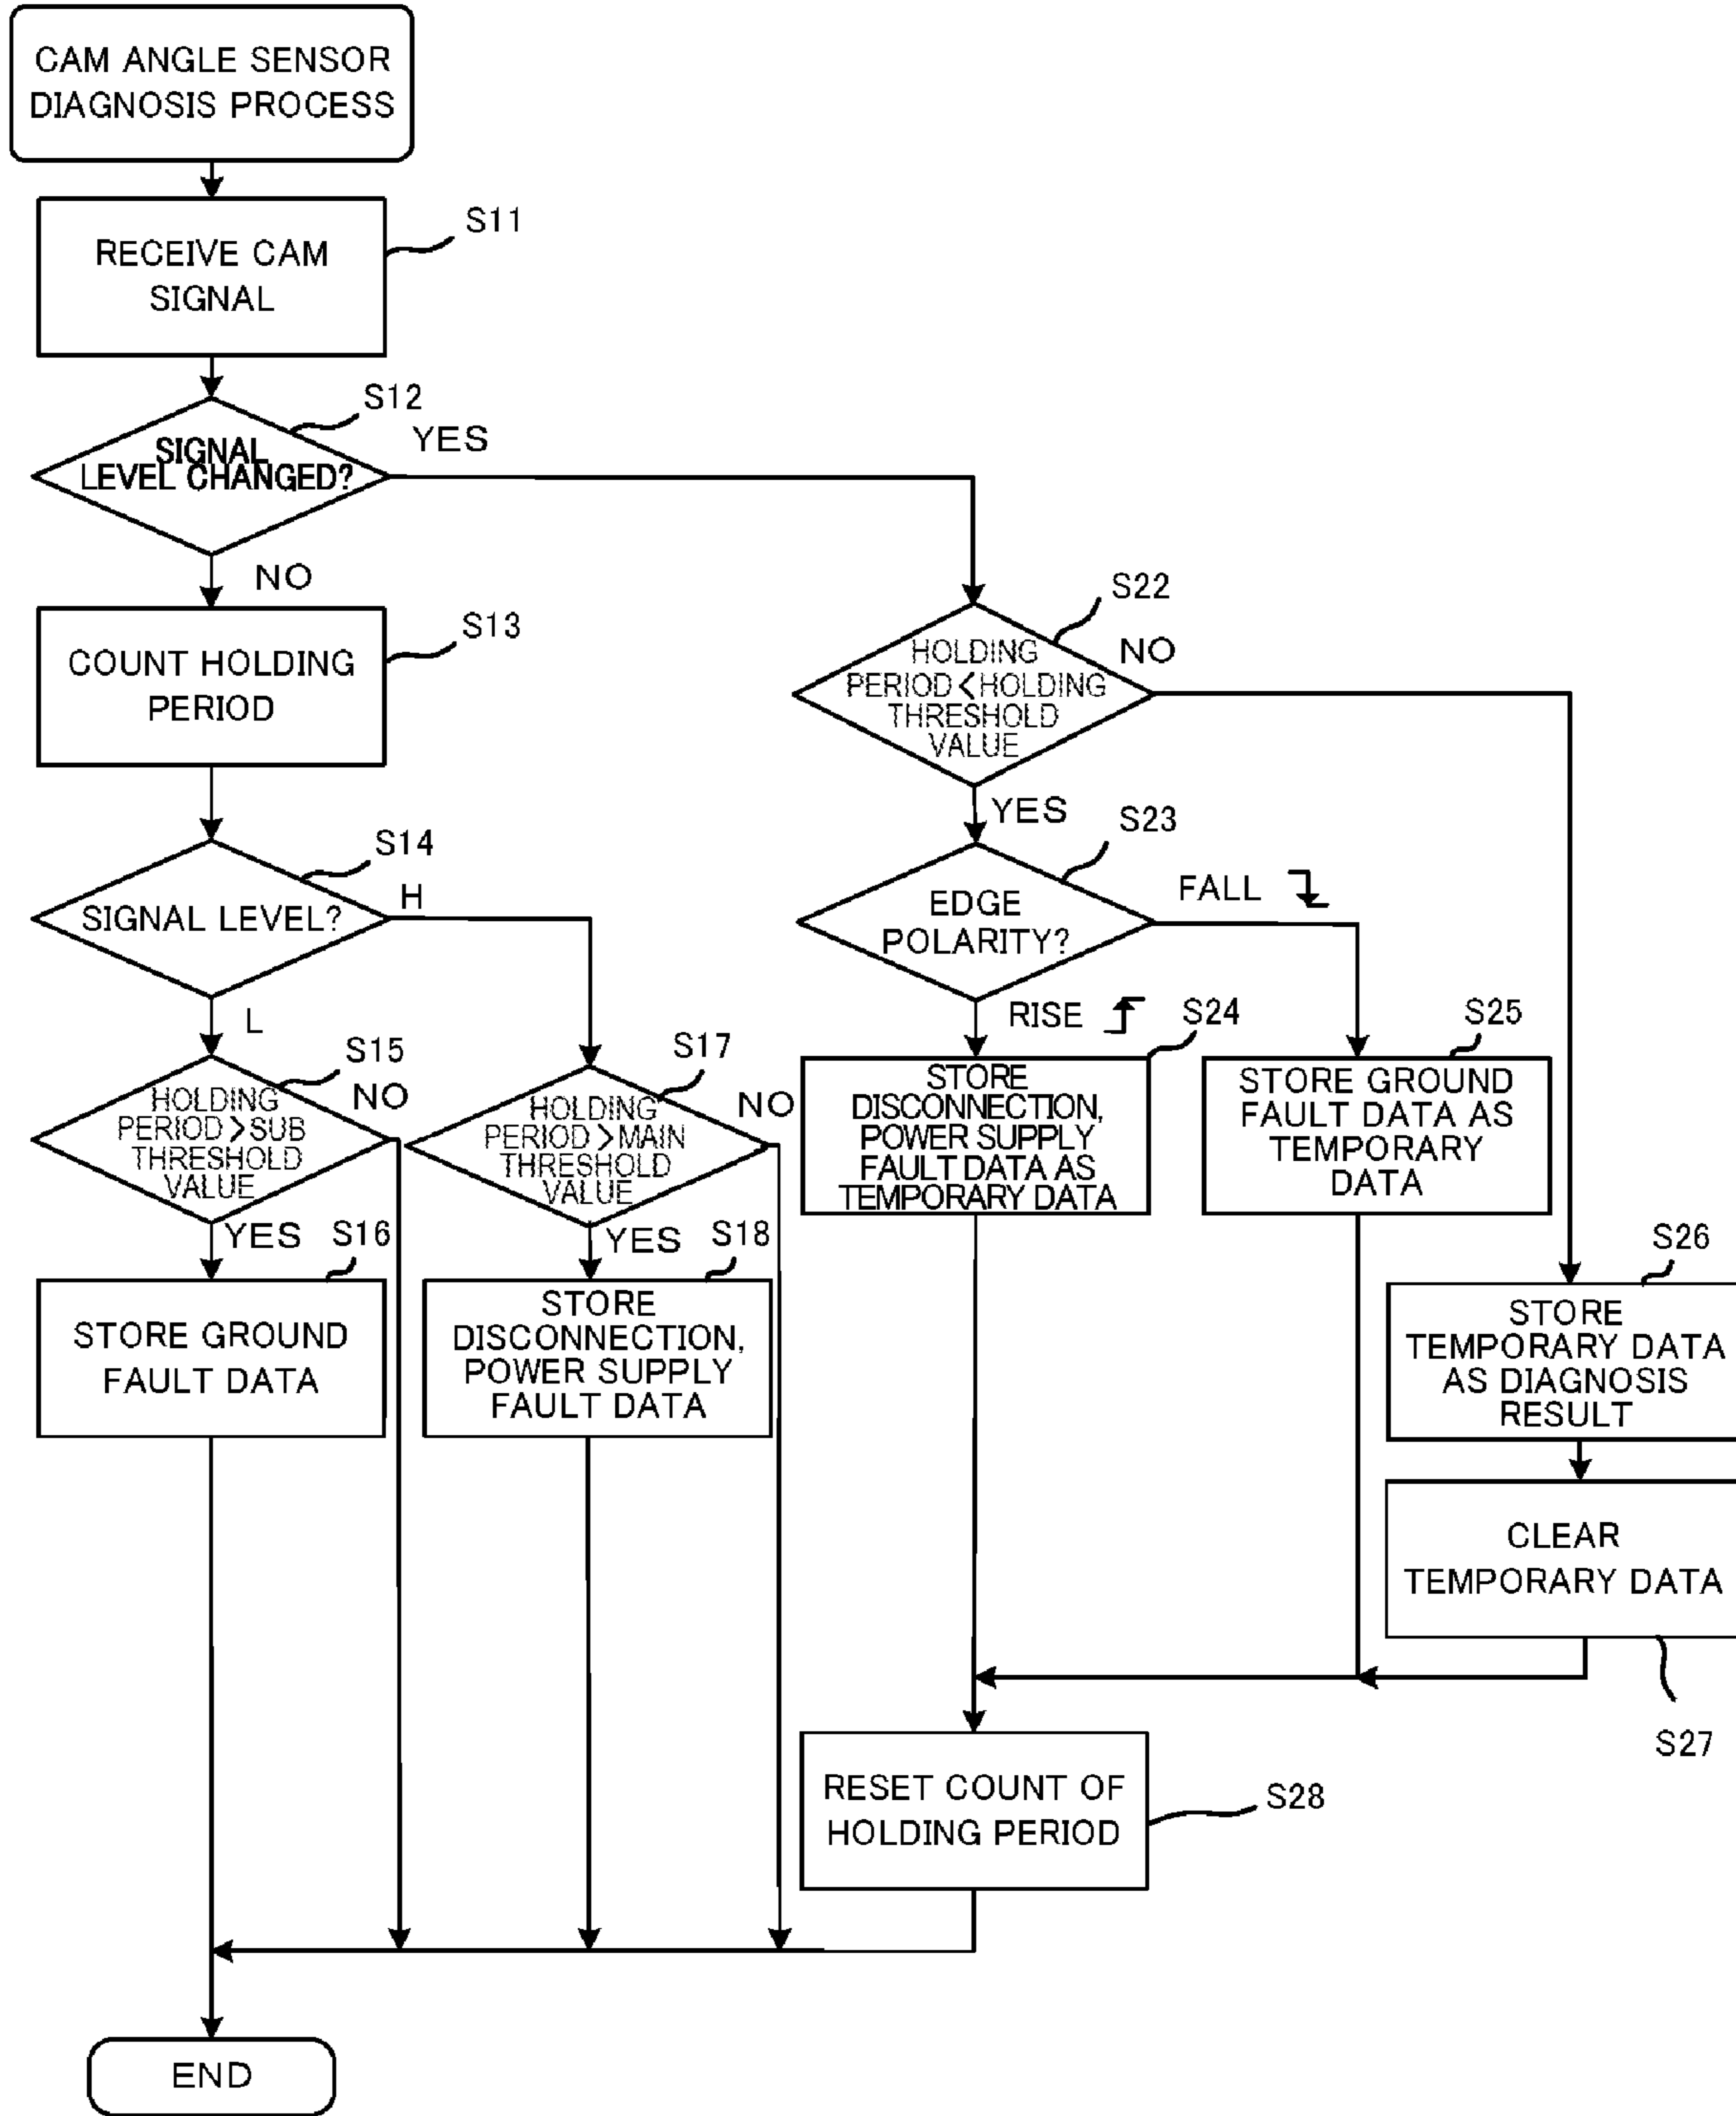 CAM ANGLE SENSOR
DIAGNOSIS PROCESS
RECEIVE CAM
SIGNAL
S11
SIGNAL
LEVEL CHANGED?
S12
YES
NO
COUNT HOLDING
PERIOD
S13
SIGNAL LEVEL?
S14
H
L
HOLDING
PERIOD>SUB
THRESHOLD
VALUE
S15
NO
YES
STORE GROUND
FAULT DATA
S16
HOLDING
PERIOD>MAIN
THRESHOLD
VALUE
S17
NO
YES
STORE
DISCONNECTION,
POWER SUPPLY
FAULT DATA
S18
HOLDING
PERIOD<HOLDING
THRESHOLD
VALUE
S22
NO
YES
EDGE
POLARITY?
S23
FALL
RISE
STORE
DISCONNECTION,
POWER SUPPLY
FAULT DATA AS
TEMPORARY DATA
S24
STORE GROUND
FAULT DATA AS
TEMPORARY
DATA
S25
STORE
TEMPORARY DATA
AS DIAGNOSIS
RESULT
S26
CLEAR
TEMPORARY DATA
S27
RESET COUNT OF
HOLDING PERIOD
S28
END